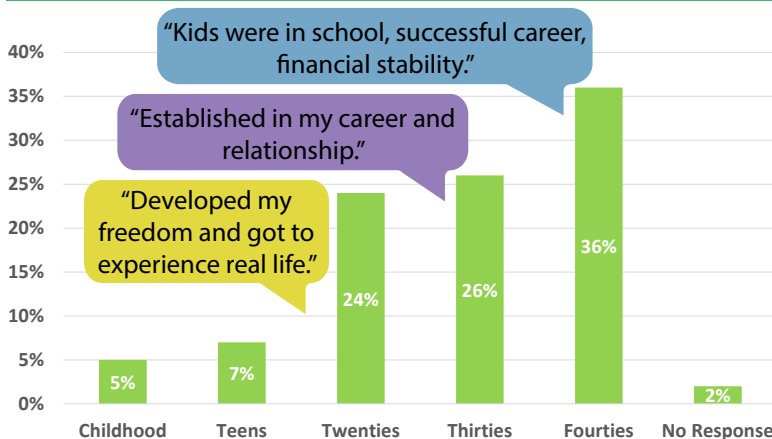 “Kids were in school, successful career,
financial stability.”
“Established in my career and
relationship.”
“Developed my
freedom and got to
experience real life.”
40%
35%
30%
25%
20%
15%
10%
5%
0%
5%
7%
24%
26%
36%
2%
Childhood
Teens
Twenties
Thirties
Fourties
No Response